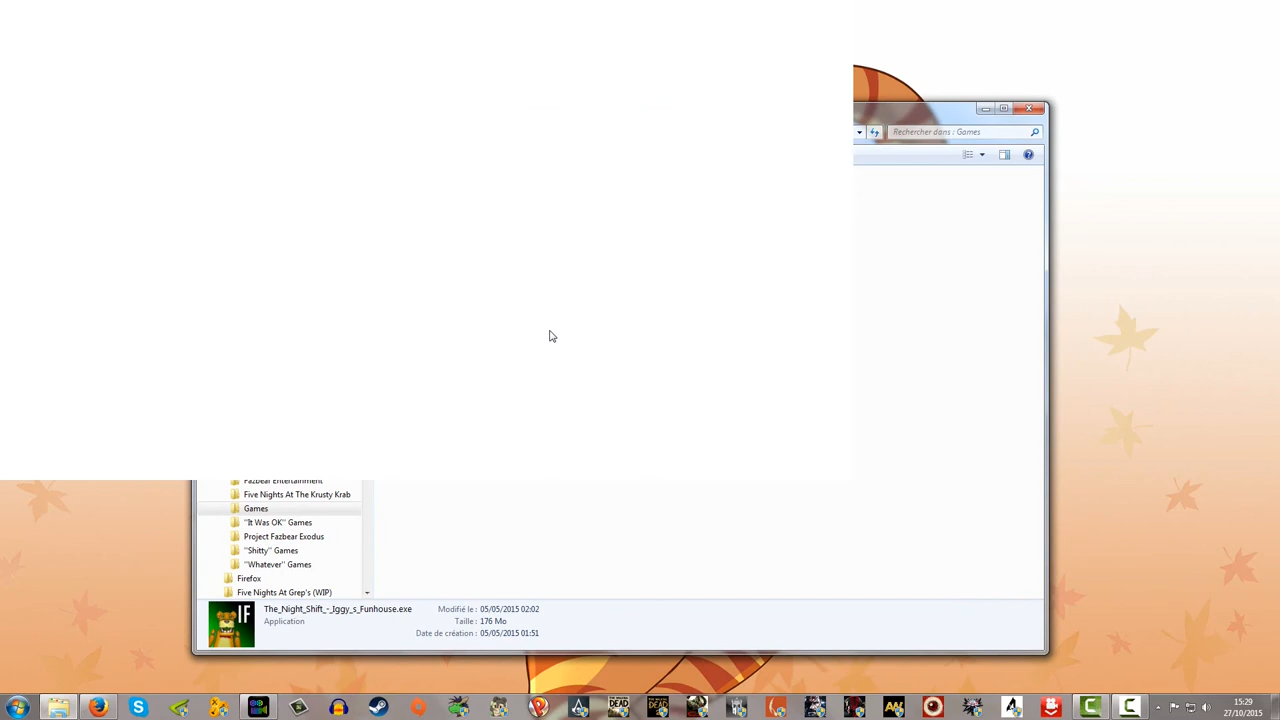 Rechercher dans : Games
Fazbear Entertainment
Five Nights At The Krusty Krab
Games
"It Was OK" Games
Project Fazbear Exodus
"Shitty" Games
"Whatever" Games
Firefox
Five Nights At Grep's (WIP)
IF
The_Night_Shift_-_Iggy_s_Funhouse.exe
Application
Modifié le : 05/05/2015 02:02
Taille : 176 Mo
Date de création : 05/05/2015 01:51
15:29
27/10/2015